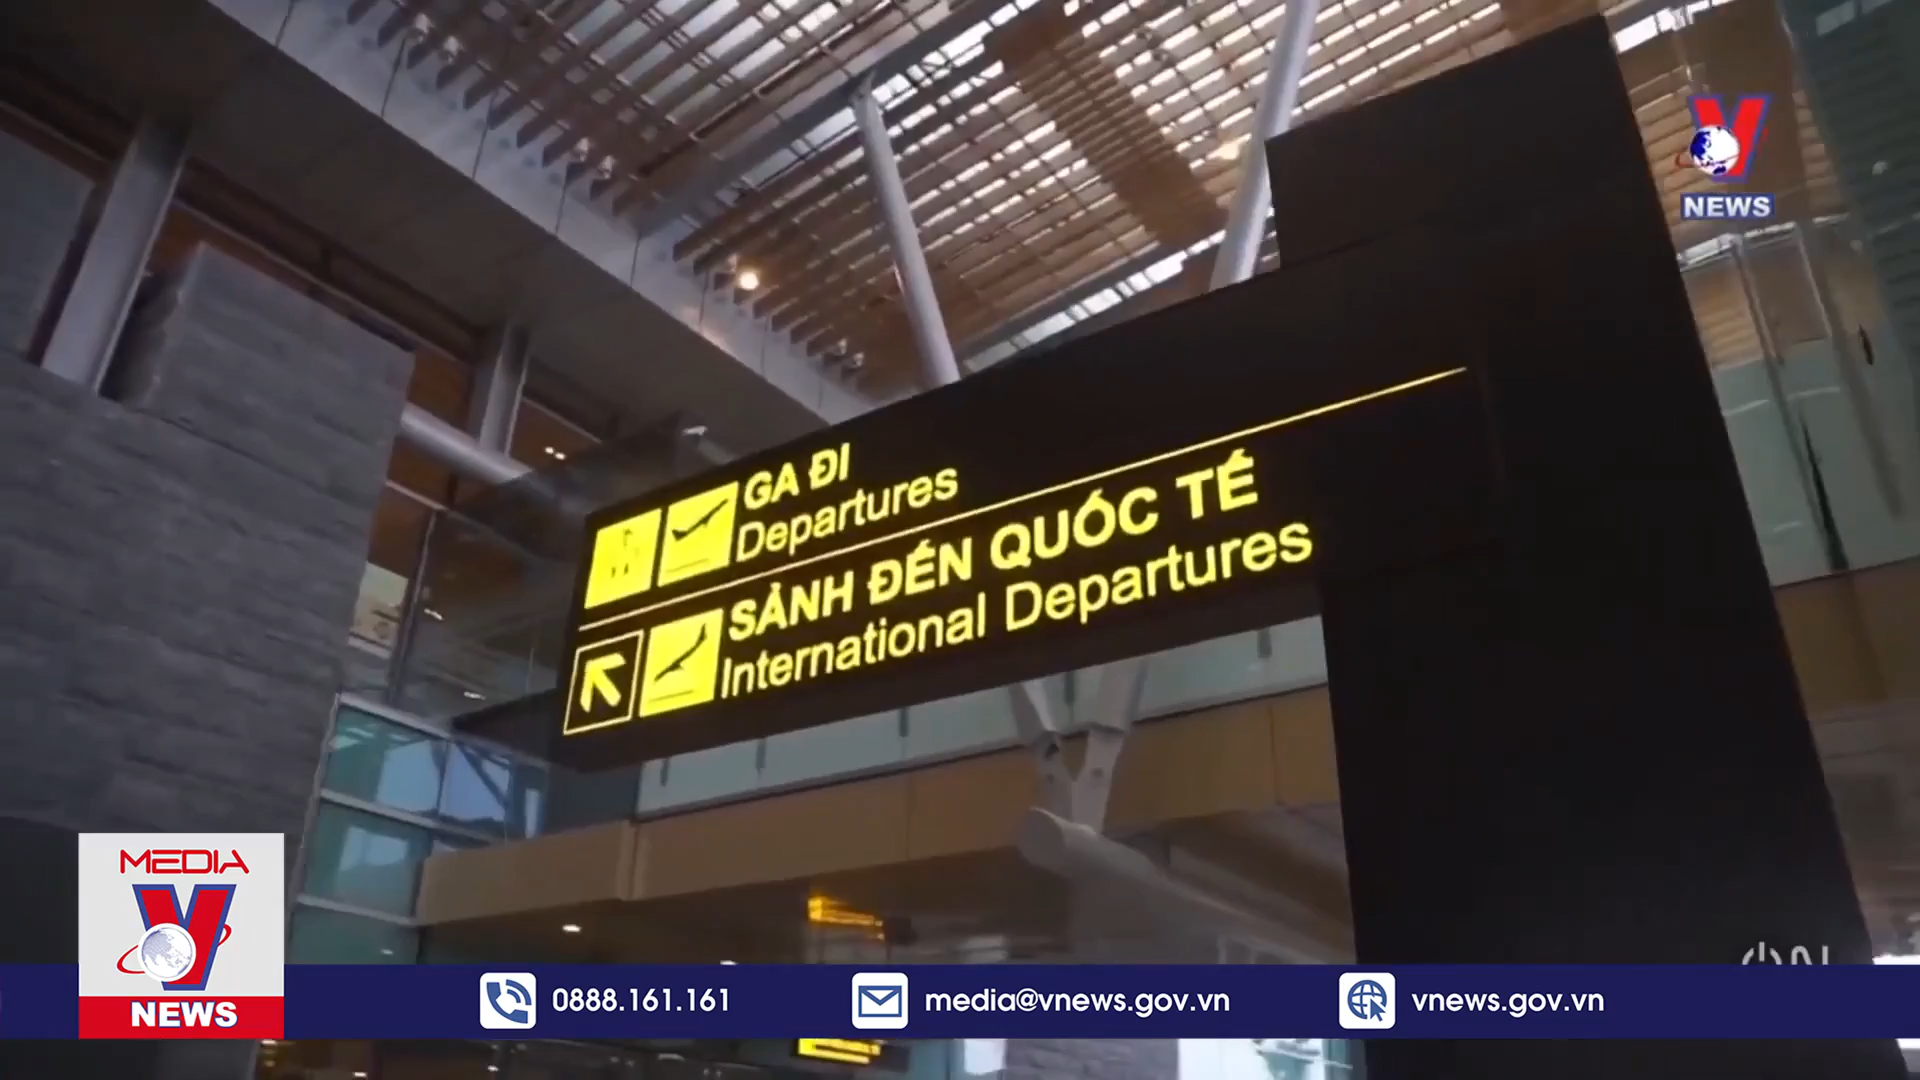 NEWS
GA ĐI
Departures
SẢNH ĐẾN QUỐC TẾ
International Departures
MEDIA
NEWS
0888.161.161
media@vnews.gov.vn
vnews.gov.vn